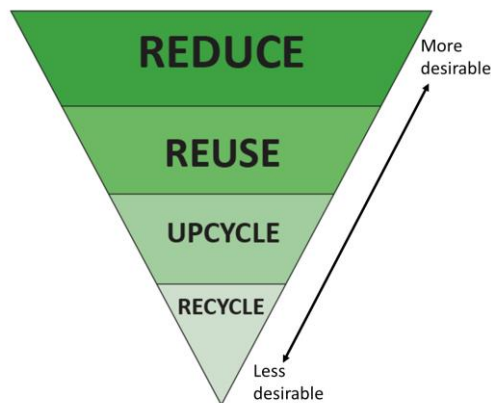 REDUCE
More
desirable
REUSE
UPCYCLE
RECYCLE
Less
desirable